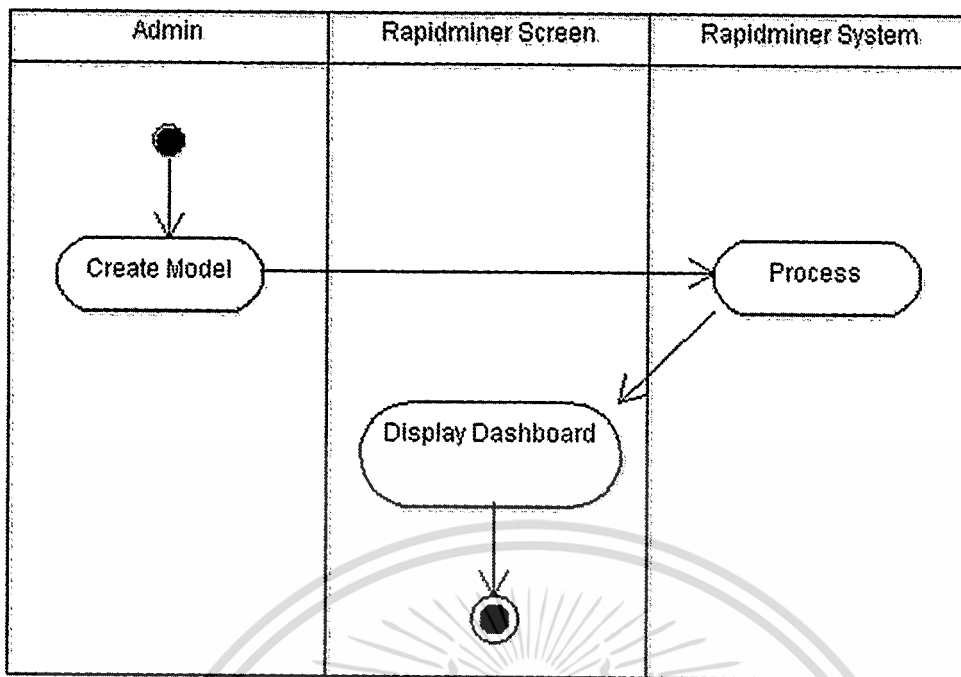 Admin
Rapidminer Screen
Rapidminer System
Create Model
Process
Display Dashboard